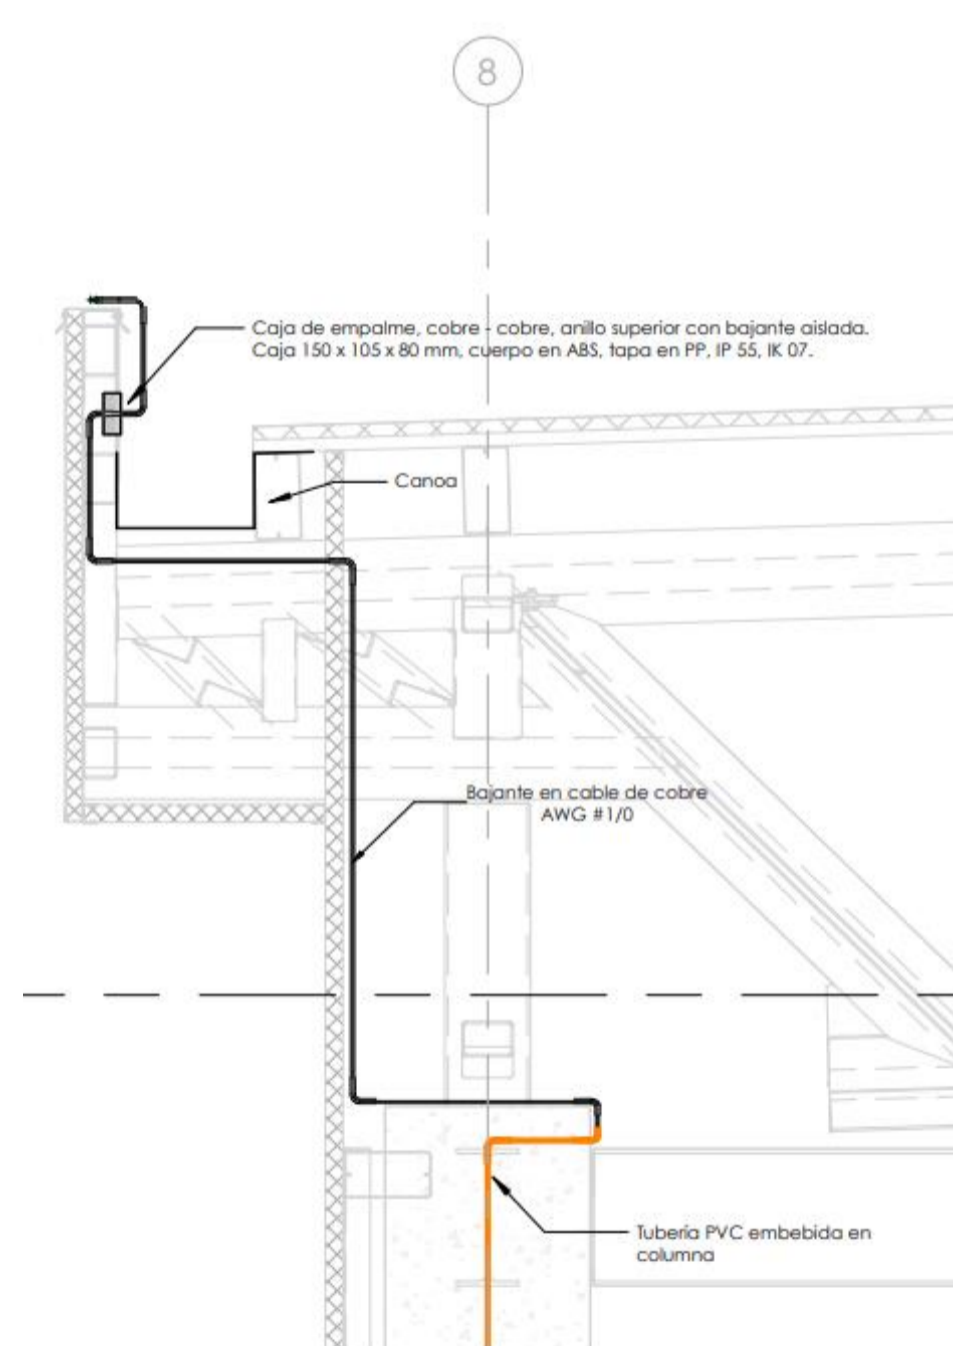 8
Caja de empalme, cobre - cobre, anillo superior con bajante aislada.
Caja 150 x 105 x 80 mm, cuerpo en ABS, tapa en PP, IP 55, IK 07.
Canoa
Bajante en cable de cobre
AWG #1/0
Tubería PVC embebida en
columna